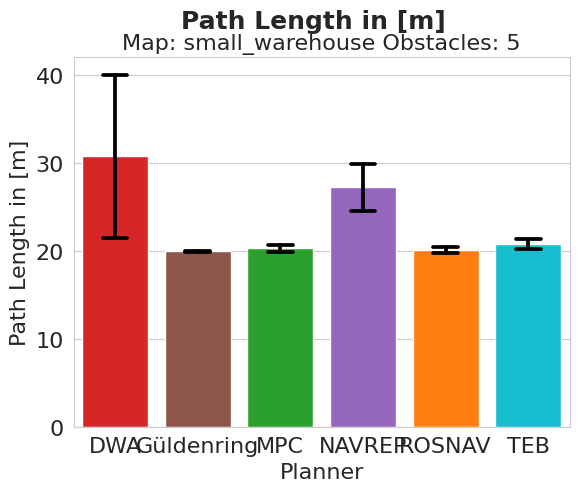 Path Length in [m]
Map: small_warehouse Obstacles: 5
Path Length in [m]
40
30
20
10
0
DWA Güldenring MPC NAVREP ROSNAV TEB
Planner